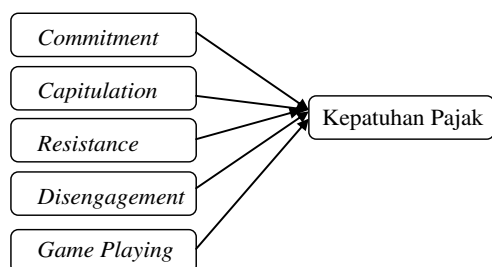 Commitment
Capitulation
Resistance
Kepatuhan Pajak
Disengagement
Game Playing